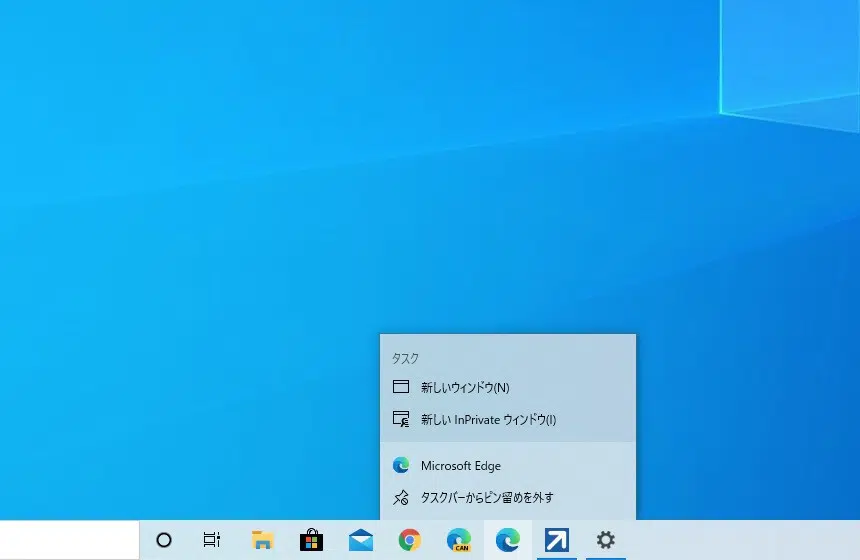 タスク
新しいウィンドウ(N)
新しい InPrivate ウィンドウ(I)
Microsoft Edge
タスクバーからピン留めを外す
CAN